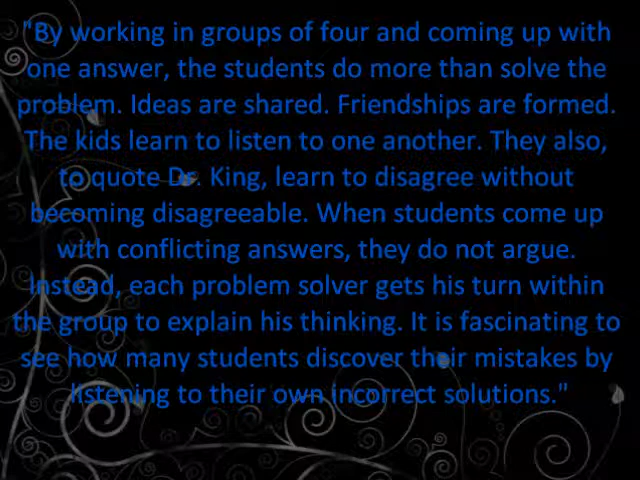 "By working in groups of four and coming up with
one answer, the students do more than solve the
problem. Ideas are shared. Friendships are formed.
The kids learn to listen to one another. They also,
to quote Dr. King, learn to disagree without
becoming disagreeable. When students come up
with conflicting answers, they do not argue.
Instead, each problem solver gets his turn within
the group to explain his thinking. It is fascinating to
see how many students discover their mistakes by
listening to their own incorrect solutions."